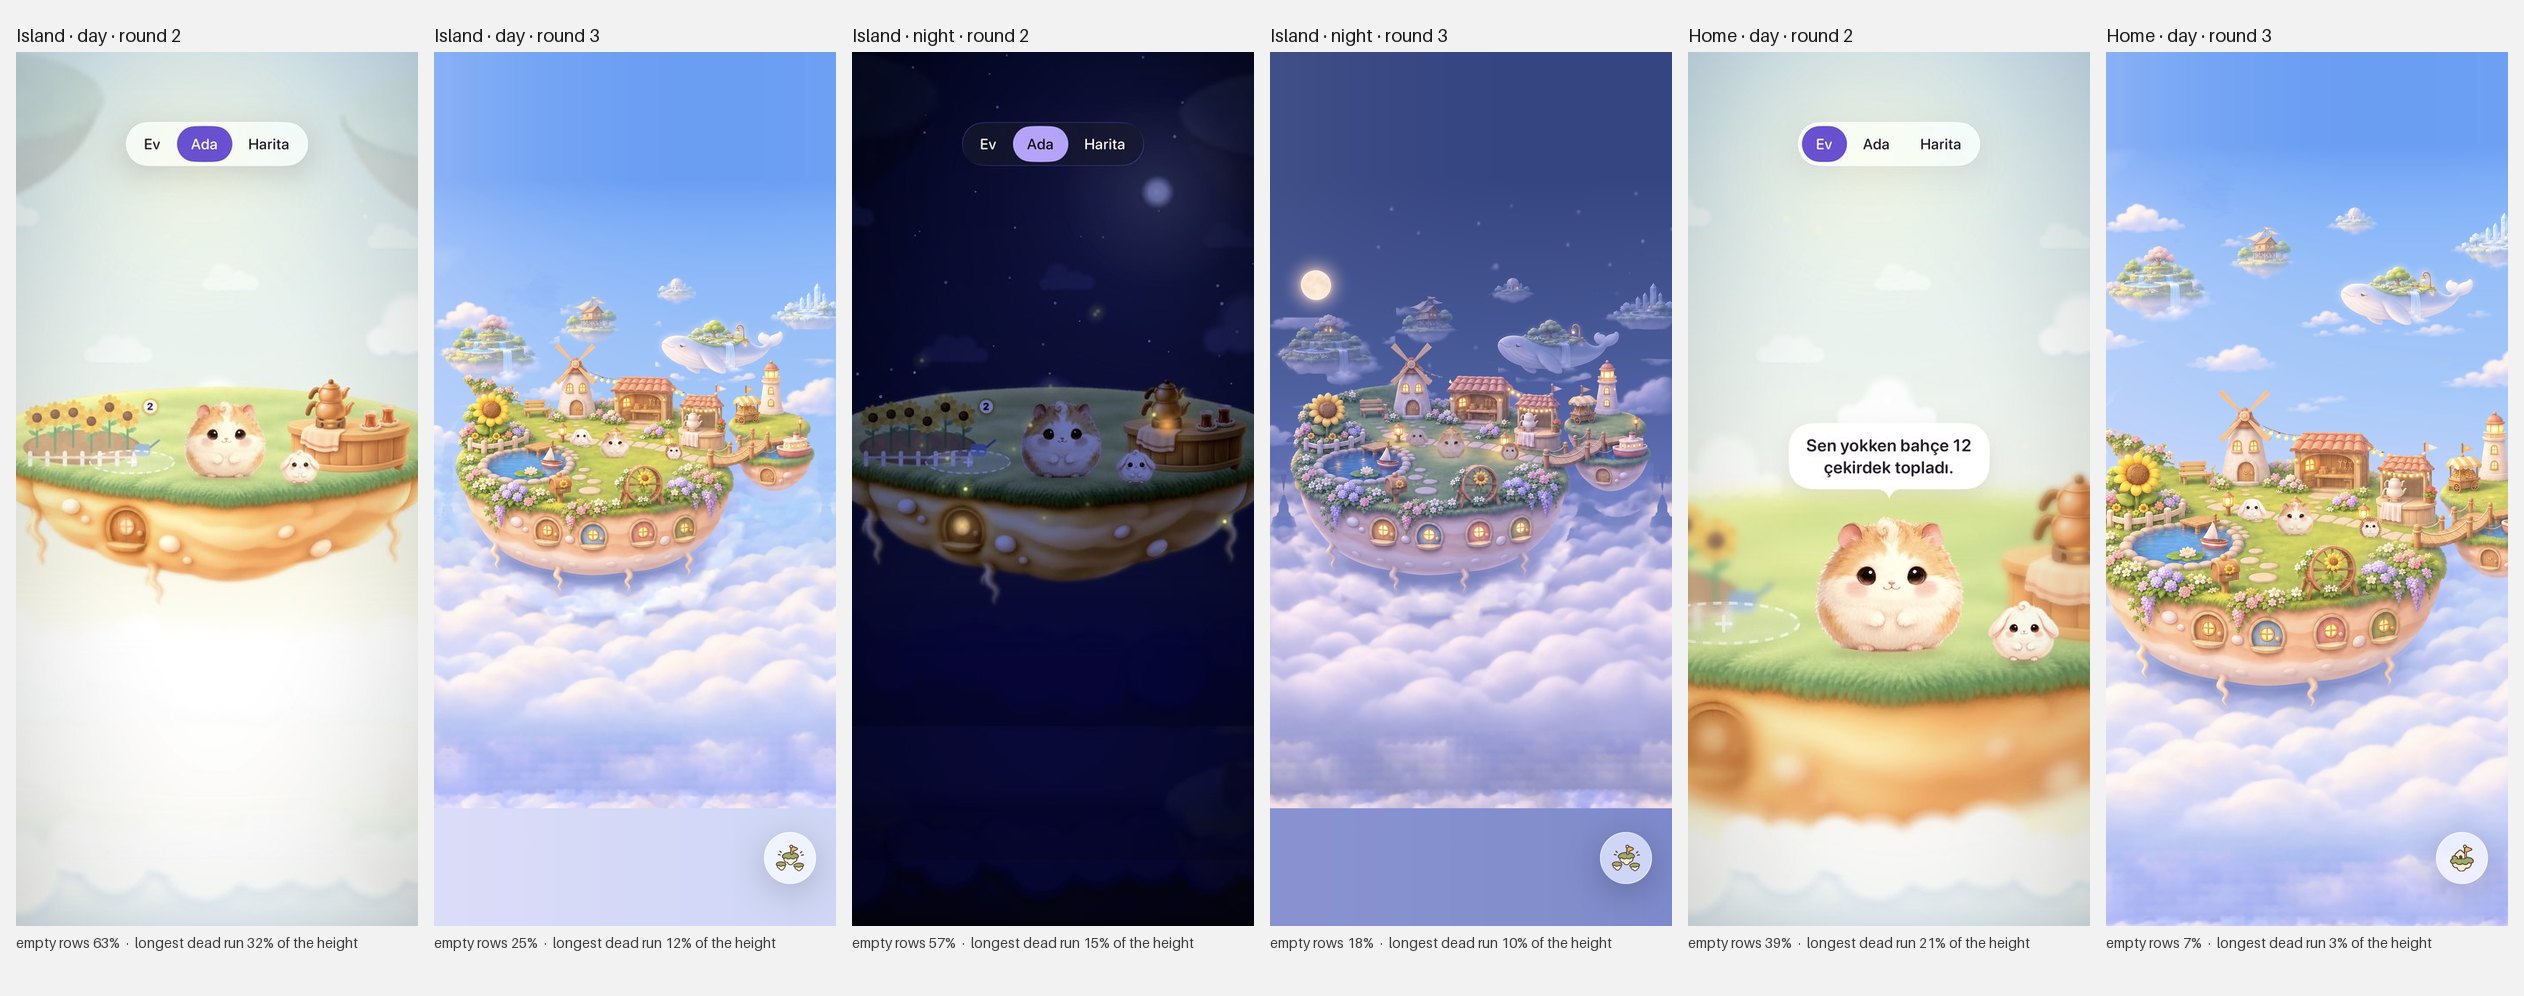 Island · day · round 2
Ev Ada Harita
2
empty rows 63% · longest dead run 32% of the height
Island · day · round 3
empty rows 25% · longest dead run 12% of the height
Island · night · round 2
Ev Ada Harita
2
empty rows 57% · longest dead run 15% of the height
Island · night · round 3
empty rows 18% · longest dead run 10% of the height
Home · day · round 2
Ev Ada Harita
Sen yokken bahçe 12
çekirdek topladı.
empty rows 39% · longest dead run 21% of the height
Home · day · round 3
empty rows 7% · longest dead run 3% of the height